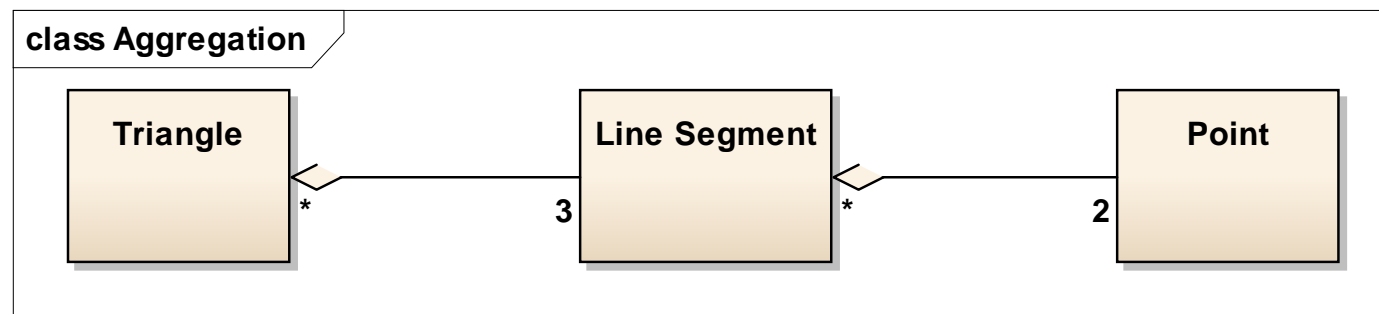 class Aggregation
Triangle
Line Segment
Point
* 3 * 2